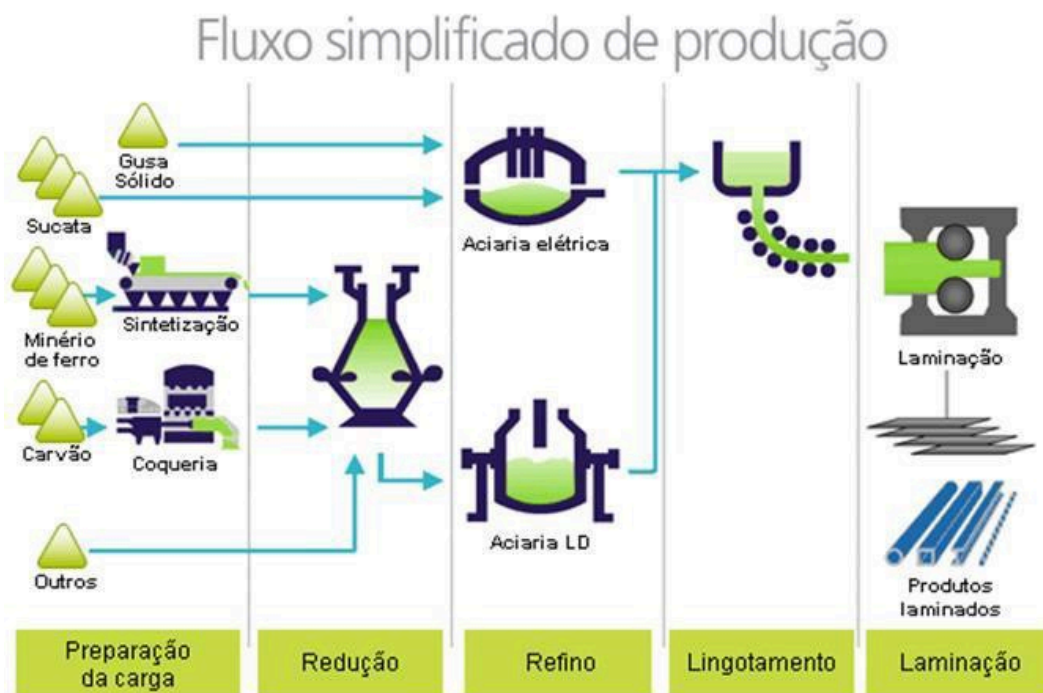 Fluxo simplificado de produção
Gusa
Sólido
Sucata
Aciaria elétrica
Minério
de ferro
Sintetização
Laminação
Carvão
Coqueria
Aciaria LD
Outros
Produtos
laminados
Preparação
da carga
Redução
Refino
Lingotamento
Laminação